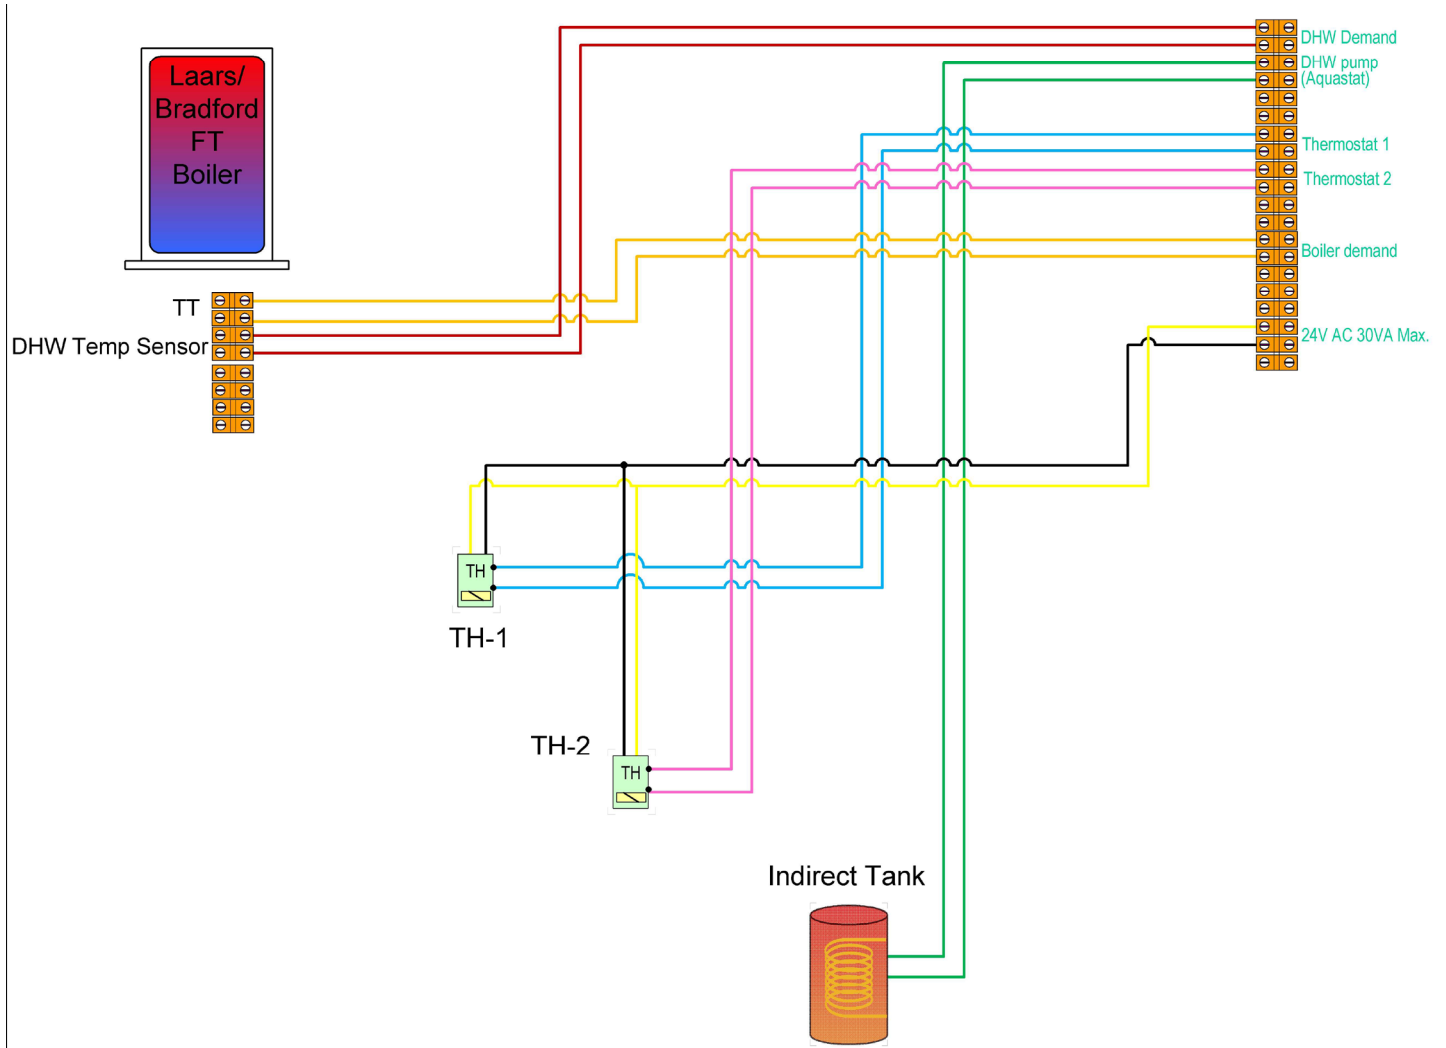 Laars/
Bradford
FT
Boiler
TT
DHW Temp Sensor
DHW Demand
DHW pump
(Aquastat)
Thermostat 1
Thermostat 2
Boiler demand
24V AC 30VA Max.
TH
TH-1
TH-2
TH
Indirect Tank